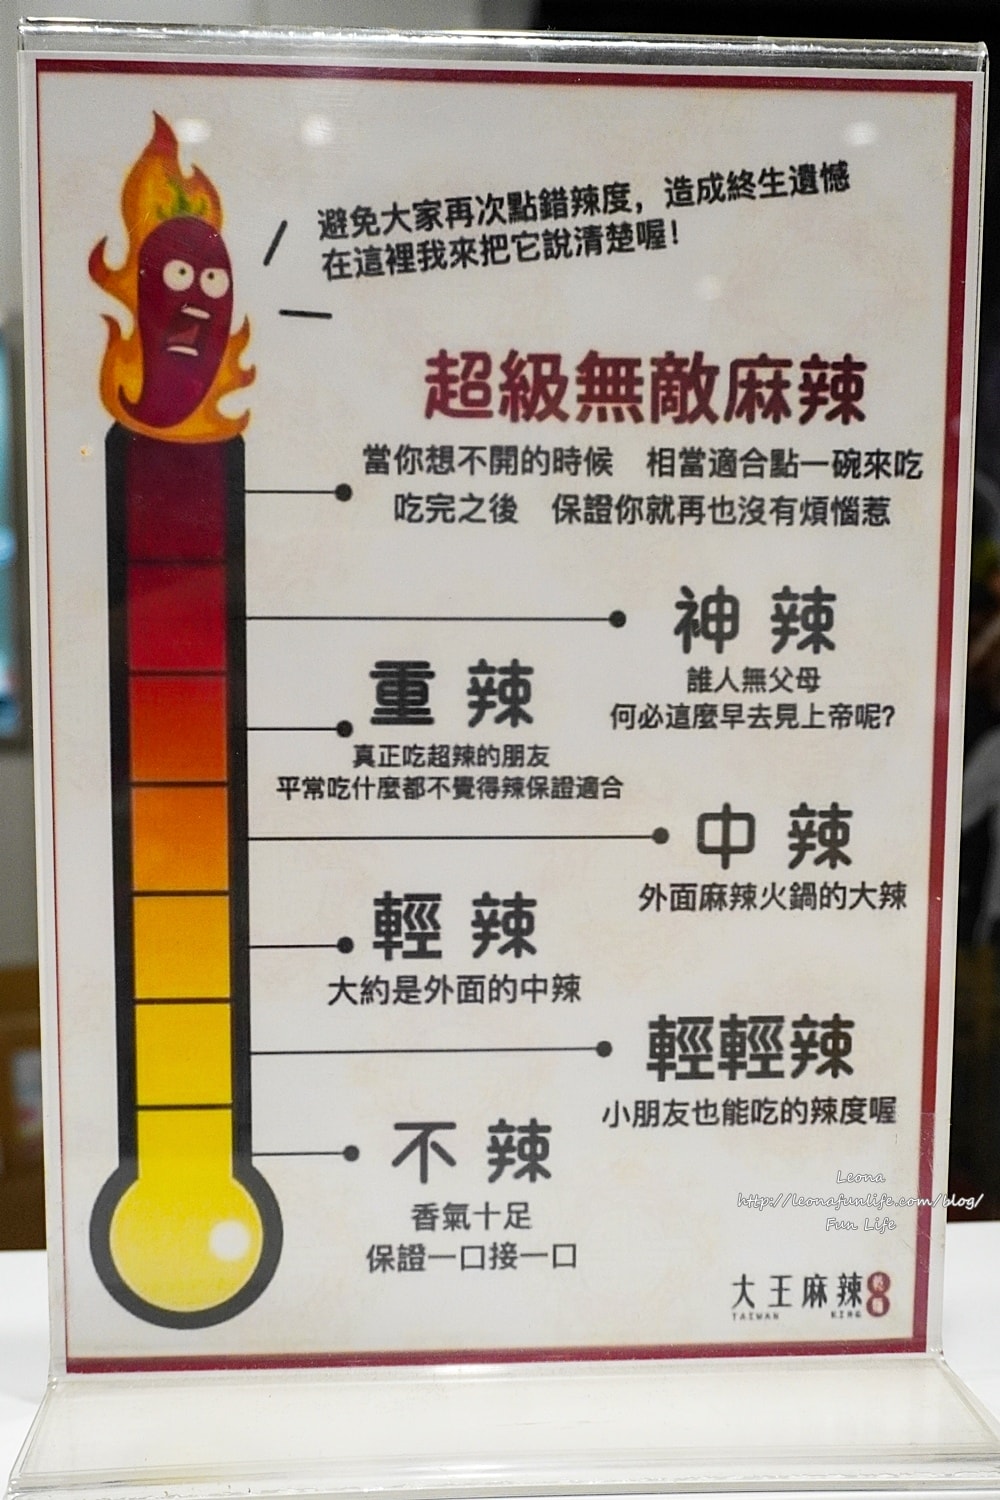 避免大家再次點錯辣度，造成終生遺憾
在這裡我來把它說清楚喔！
超級無敵麻辣
當你想不開的時候 相當適合點一碗來吃
吃完之後 保證你就再也沒有煩惱惹
神辣
誰人無父母
何必這麼早去見上帝呢?
重辣
真正吃超辣的朋友
平常吃什麼都不覺得辣保證適合
中辣
外面麻辣火鍋的大辣
輕辣
大約是外面的中辣
輕輕辣
小朋友也能吃的辣度喔
不辣
香氣十足
保證一口接一口
Leona
http://leonafunlife.com/blog/
Fun Life
大王麻辣
TAIWAN KING